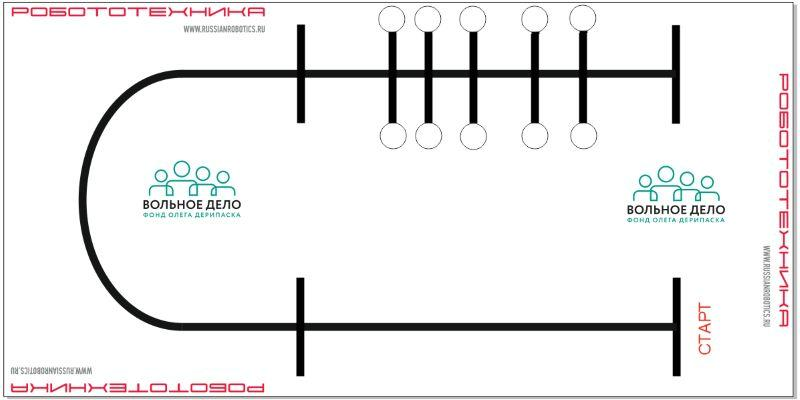 РОБОТОТЕХНИКА
WWW.RUSSIANROBOTICS.RU
ВОЛЬНОЕ ДЕЛО
ФОНД ОЛЕГА ДЕРИПАСКА
ВОЛЬНОЕ ДЕЛО
ФОНД ОЛЕГА ДЕРИПАСКА
РОБОТОТЕХНИКА
WWW.RUSSIANROBOTICS.RU
СТАРТ
WWW.RUSSIANROBOTICS.RU
РОБОТОТЕХНИКА